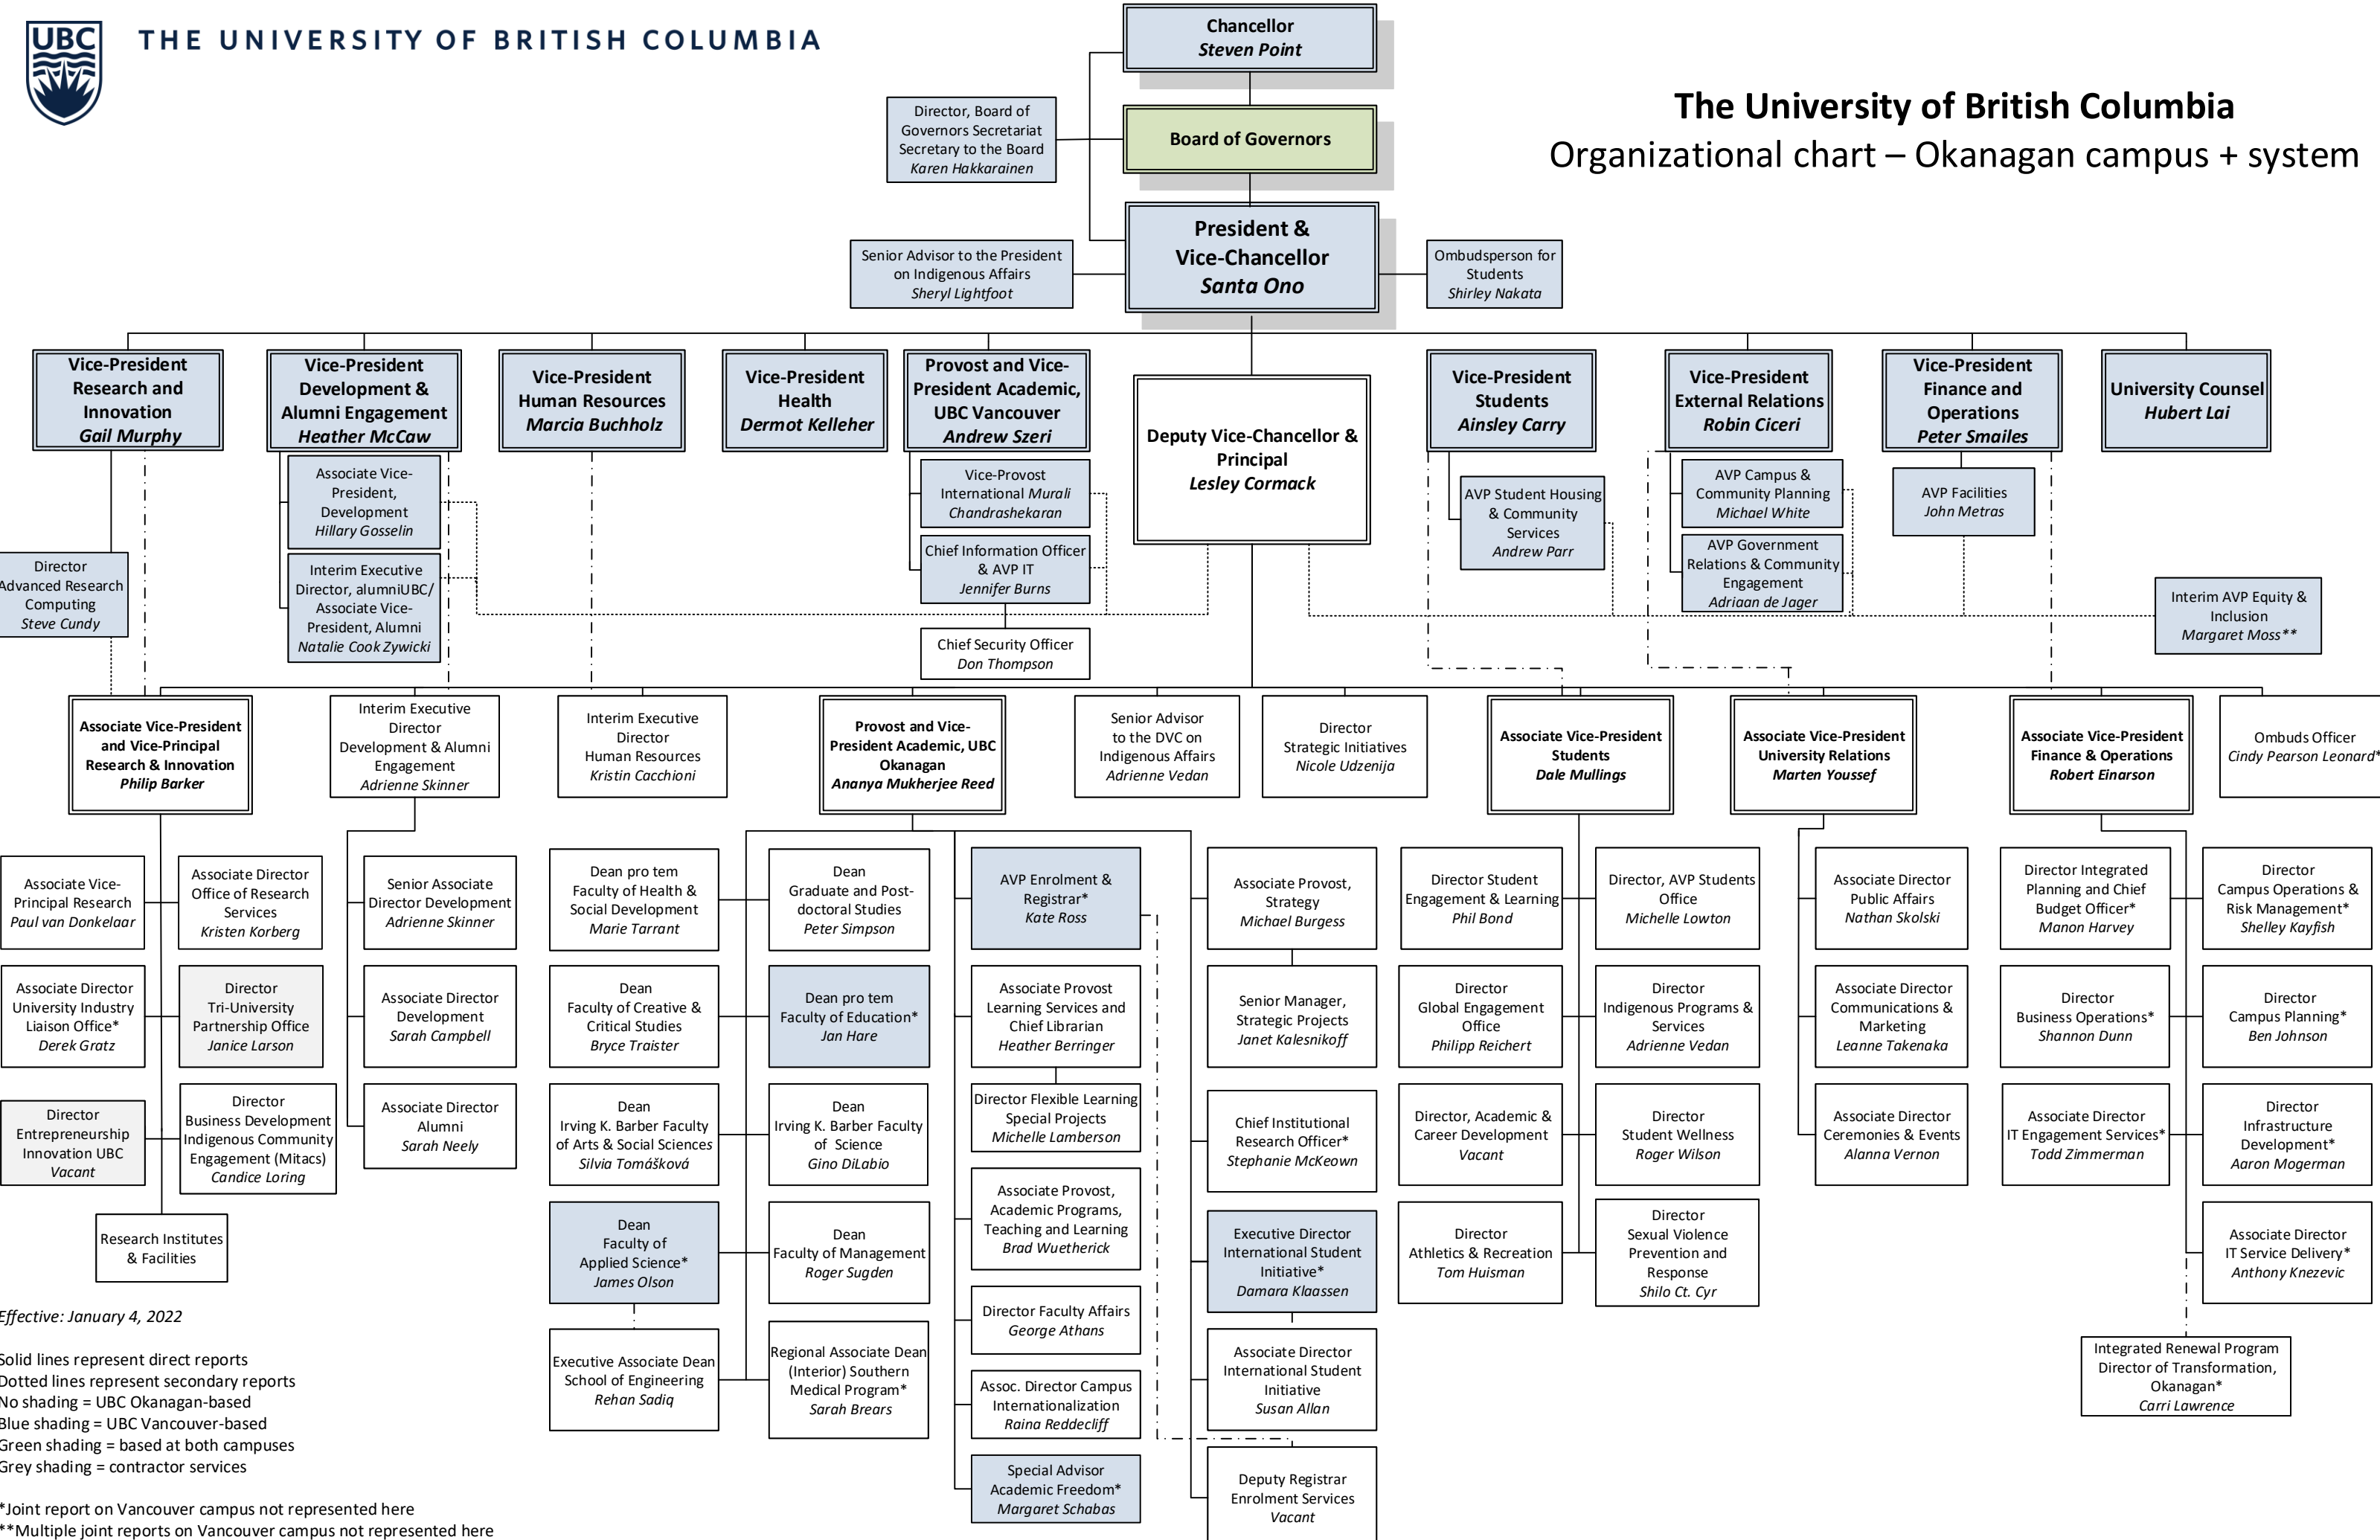 UBC
THE UNIVERSITY OF BRITISH COLUMBIA
The University of British Columbia
Organizational chart – Okanagan campus + system
Chancellor
Steven Point
Director, Board of
Governors Secretariat
Secretary to the Board
Karen Hakkarainen
Board of Governors
President &
Vice-Chancellor
Santa Ono
Senior Advisor to the President
on Indigenous Affairs
Sheryl Lightfoot
Ombudsperson for
Students
Shirley Nakata
Vice-President
Research and
Innovation
Gail Murphy
Vice-President
Development &
Alumni Engagement
Heather McCaw
Vice-President
Human Resources
Marcia Buchholz
Vice-President
Health
Dermot Kelleher
Provost and Vice-
President Academic,
UBC Vancouver
Andrew Szeri
Deputy Vice-Chancellor &
Principal
Lesley Cormack
Vice-President
Students
Ainsley Carry
Vice-President
External Relations
Robin Ciceri
Vice-President
Finance and
Operations
Peter Smailes
University Counsel
Hubert Lai
Director
Advanced Research
Computing
Steve Cundy
Associate Vice-
President,
Development
Hillary Gosselin
Interim Executive
Director, alumniUBC/
Associate Vice-
President, Alumni
Natalie Cook Zywicki
Vice-Provost
International Murali
Chandrashekaran
Chief Information Officer
& AVP IT
Jennifer Burns
Chief Security Officer
Don Thompson
AVP Student Housing
& Community
Services
Andrew Parr
AVP Campus &
Community Planning
Michael White
AVP Government
Relations & Community
Engagement
Adriaan de Jager
AVP Facilities
John Metras
Interim AVP Equity &
Inclusion
Margaret Moss**
Associate Vice-President
and Vice-Principal
Research & Innovation
Philip Barker
Interim Executive
Director
Development & Alumni
Engagement
Adrienne Skinner
Interim Executive
Director
Human Resources
Kristin Cacchioni
Provost and Vice-
President Academic, UBC
Okanagan
Ananya Mukherjee Reed
Senior Advisor
to the DVC on
Indigenous Affairs
Adrienne Vedan
Director
Strategic Initiatives
Nicole Udzenija
Associate Vice-President
Students
Dale Mullings
Associate Vice-President
University Relations
Marten Youssef
Associate Vice-President
Finance & Operations
Robert Einarson
Ombuds Officer
Cindy Pearson Leonard*
Associate Vice-
Principal Research
Paul van Donkelaar
Associate Director
Office of Research
Services
Kristen Korberg
Associate Director
University Industry
Liaison Office*
Derek Gratz
Director
Tri-University
Partnership Office
Janice Larson
Director
Entrepreneurship
Innovation UBC
Vacant
Director
Business Development
Indigenous Community
Engagement (Mitacs)
Candice Loring
Research Institutes
& Facilities
Senior Associate
Director Development
Adrienne Skinner
Associate Director
Development
Sarah Campbell
Associate Director
Alumni
Sarah Neely
Dean pro tem
Faculty of Health &
Social Development
Marie Tarrant
Dean
Graduate and Post-
doctoral Studies
Peter Simpson
Dean
Faculty of Creative &
Critical Studies
Bryce Traister
Dean pro tem
Faculty of Education*
Jan Hare
Dean
Irving K. Barber Faculty
of Arts & Social Sciences
Silvia Tomášková
Dean
Irving K. Barber Faculty
of Science
Gino DiLabio
Dean
Faculty of
Applied Science*
James Olson
Dean
Faculty of Management
Roger Sugden
Executive Associate Dean
School of Engineering
Rehan Sadiq
Regional Associate Dean
(Interior) Southern
Medical Program*
Sarah Brears
AVP Enrolment &
Registrar*
Kate Ross
Associate Provost
Learning Services and
Chief Librarian
Heather Berringer
Director Flexible Learning
Special Projects
Michelle Lamberson
Associate Provost,
Academic Programs,
Teaching and Learning
Brad Wuetherick
Director Faculty Affairs
George Athans
Assoc. Director Campus
Internationalization
Raina Reddecliff
Special Advisor
Academic Freedom*
Margaret Schabas
Associate Provost,
Strategy
Michael Burgess
Senior Manager,
Strategic Projects
Janet Kalesnikoff
Chief Institutional
Research Officer*
Stephanie McKeown
Executive Director
International Student
Initiative*
Damara Klaassen
Associate Director
International Student
Initiative
Susan Allan
Deputy Registrar
Enrolment Services
Vacant
Director Student
Engagement & Learning
Phil Bond
Director, AVP Students
Office
Michelle Lowton
Director
Global Engagement
Office
Philipp Reichert
Director
Indigenous Programs &
Services
Adrienne Vedan
Director, Academic &
Career Development
Vacant
Director
Student Wellness
Roger Wilson
Director
Athletics & Recreation
Tom Huisman
Director
Sexual Violence
Prevention and
Response
Shilo Ct. Cyr
Associate Director
Public Affairs
Nathan Skolski
Associate Director
Communications &
Marketing
Leanne Takenaka
Associate Director
Ceremonies & Events
Alanna Vernon
Director Integrated
Planning and Chief
Budget Officer*
Manon Harvey
Director
Campus Operations &
Risk Management*
Shelley Kayfish
Director
Business Operations*
Shannon Dunn
Director
Campus Planning*
Ben Johnson
Associate Director
IT Engagement Services*
Todd Zimmerman
Director
Infrastructure
Development*
Aaron Mogerman
Associate Director
IT Service Delivery*
Anthony Knezevic
Integrated Renewal Program
Director of Transformation,
Okanagan*
Carri Lawrence
Effective: January 4, 2022
Solid lines represent direct reports
Dotted lines represent secondary reports
No shading = UBC Okanagan-based
Blue shading = UBC Vancouver-based
Green shading = based at both campuses
Grey shading = contractor services
*Joint report on Vancouver campus not represented here
**Multiple joint reports on Vancouver campus not represented here